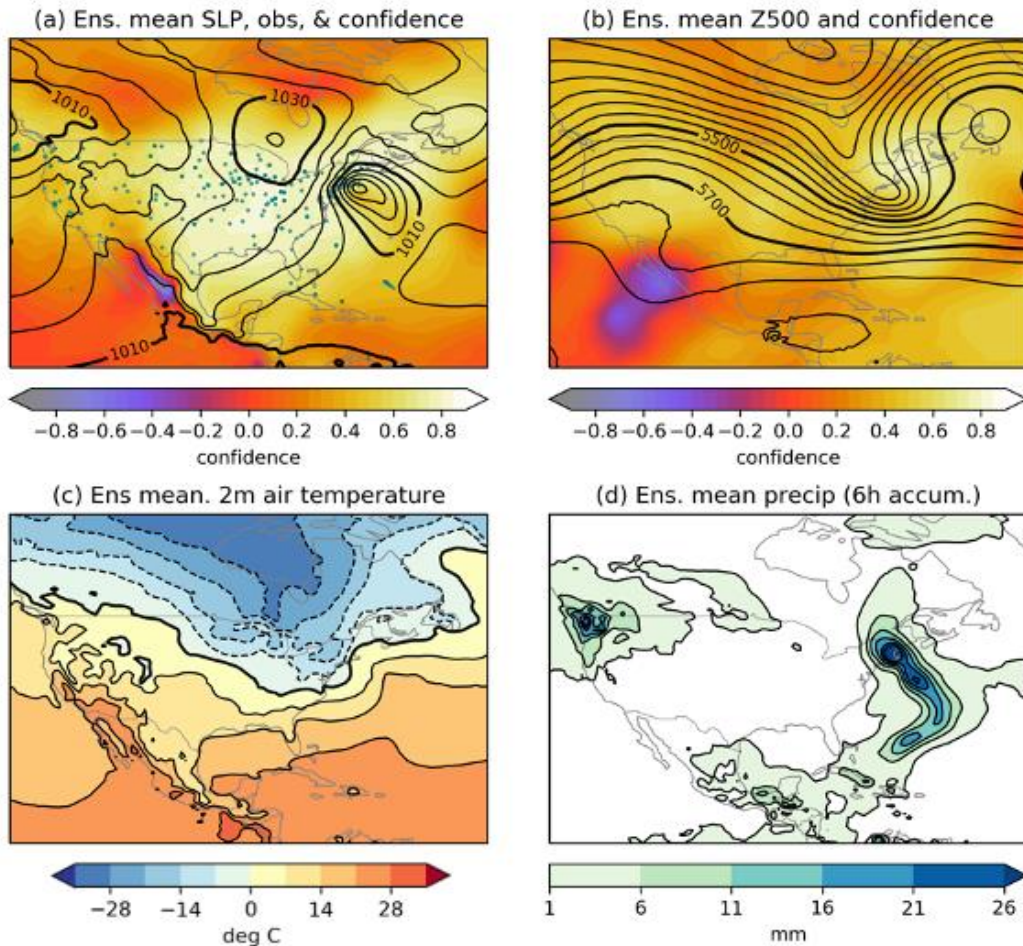 (a) Ens. mean SLP, obs, & confidence
(b) Ens. mean Z500 and confidence
1010
1030
1010
1010
5500
5700
−0.8 −0.6 −0.4 −0.2 0.0 0.2 0.4 0.6 0.8
confidence
−0.8 −0.6 −0.4 −0.2 0.0 0.2 0.4 0.6 0.8
confidence
(c) Ens mean. 2m air temperature
(d) Ens. mean precip (6h accum.)
−28 −14 0 14 28
deg C
1 6 11 16 21 26
mm